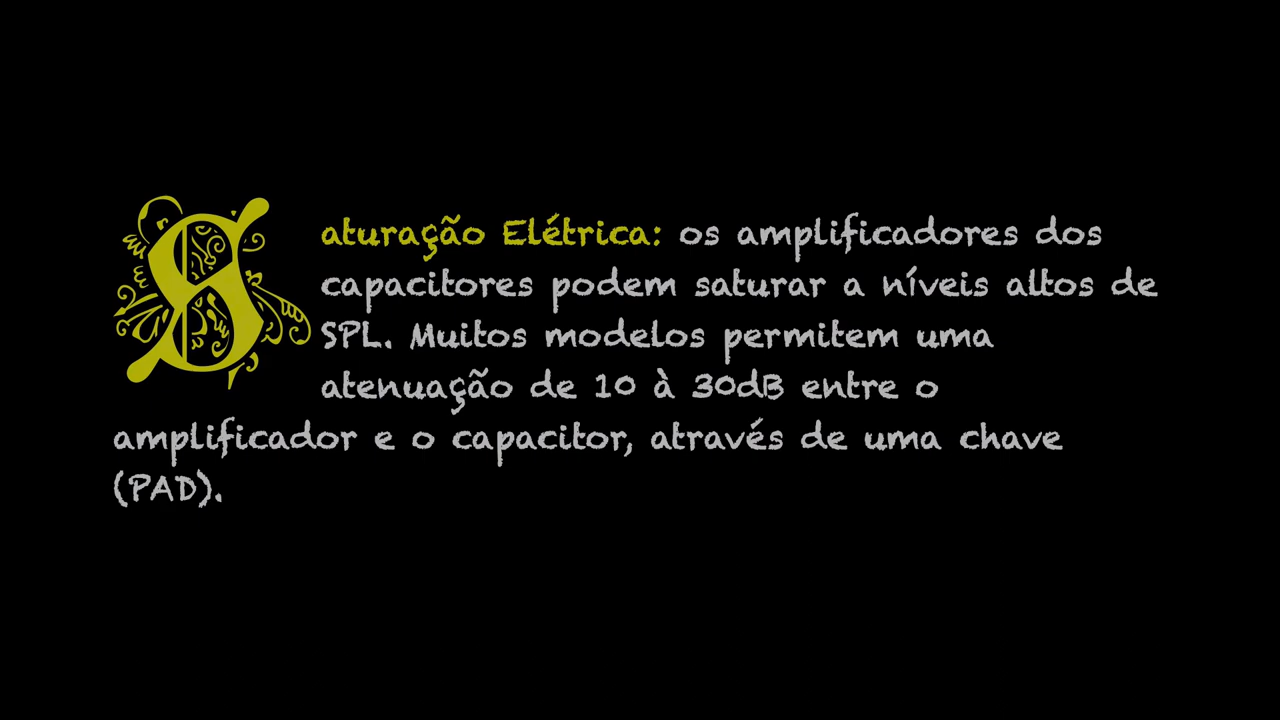 Saturação Elétrica: os amplificadores dos
capacitores podem saturar a níveis altos de
SPL. Muitos modelos permitem uma
atenuação de 10 à 30dB entre o
amplificador e o capacitor, através de uma chave
(PAD).